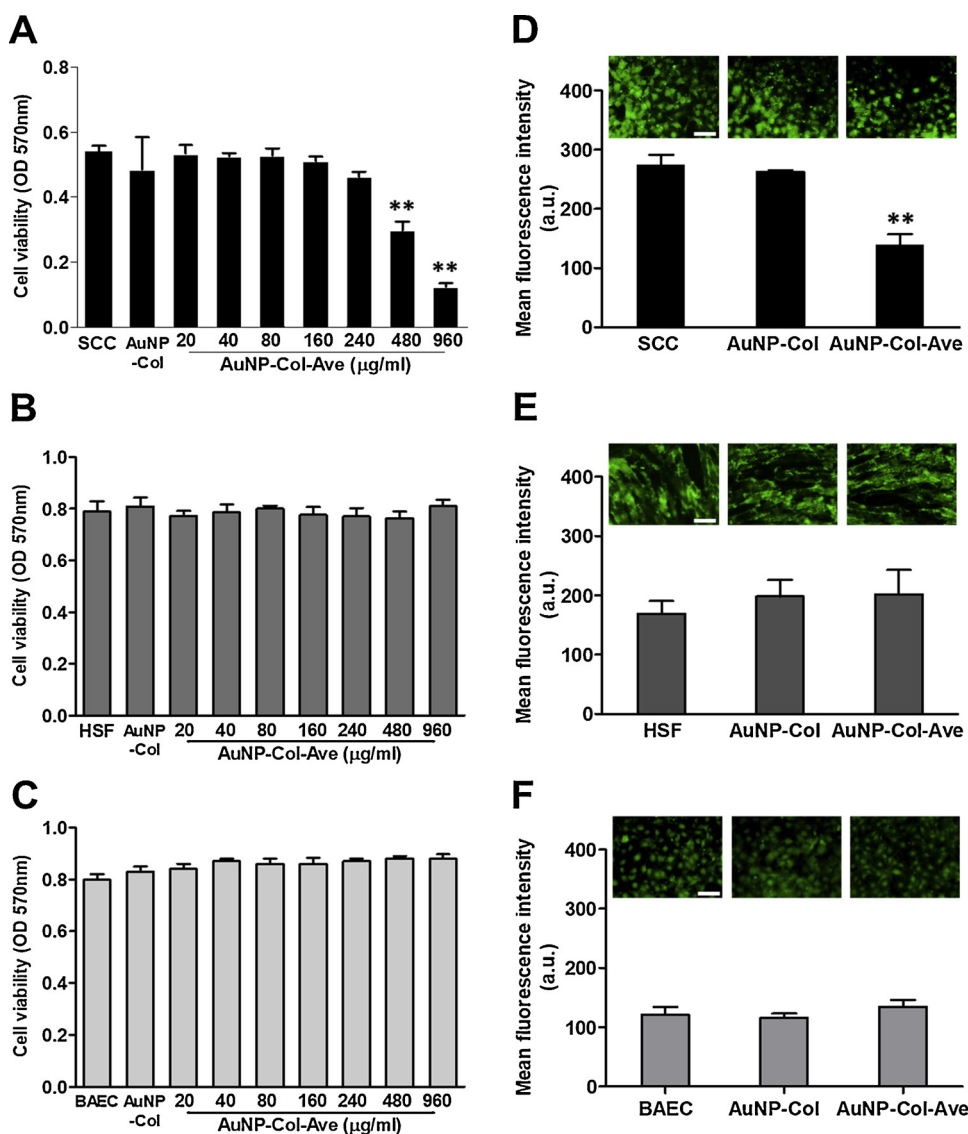 A
Cell viability (OD 570nm)
0.8
0.6
0.4
0.2
0.0
**
**
SCC AuNP 20 40 80 160 240 480 960
-Col
AuNP-Col-Ave (μg/ml)
D
Mean fluorescence intensity
(a.u.)
400
300
200
100
0
**
SCC AuNP-Col AuNP-Col-Ave
B
Cell viability (OD 570nm)
1.0
0.8
0.6
0.4
0.2
0.0
HSF AuNP 20 40 80 160 240 480 960
-Col
AuNP-Col-Ave (μg/ml)
E
Mean fluorescence intensity
(a.u.)
400
300
200
100
0
HSF AuNP-Col AuNP-Col-Ave
C
Cell viability (OD 570nm)
1.0
0.8
0.6
0.4
0.2
0.0
BAEC AuNP 20 40 80 160 240 480 960
-Col
AuNP-Col-Ave (μg/ml)
F
Mean fluorescence intensity
(a.u.)
400
300
200
100
0
BAEC AuNP-Col AuNP-Col-Ave